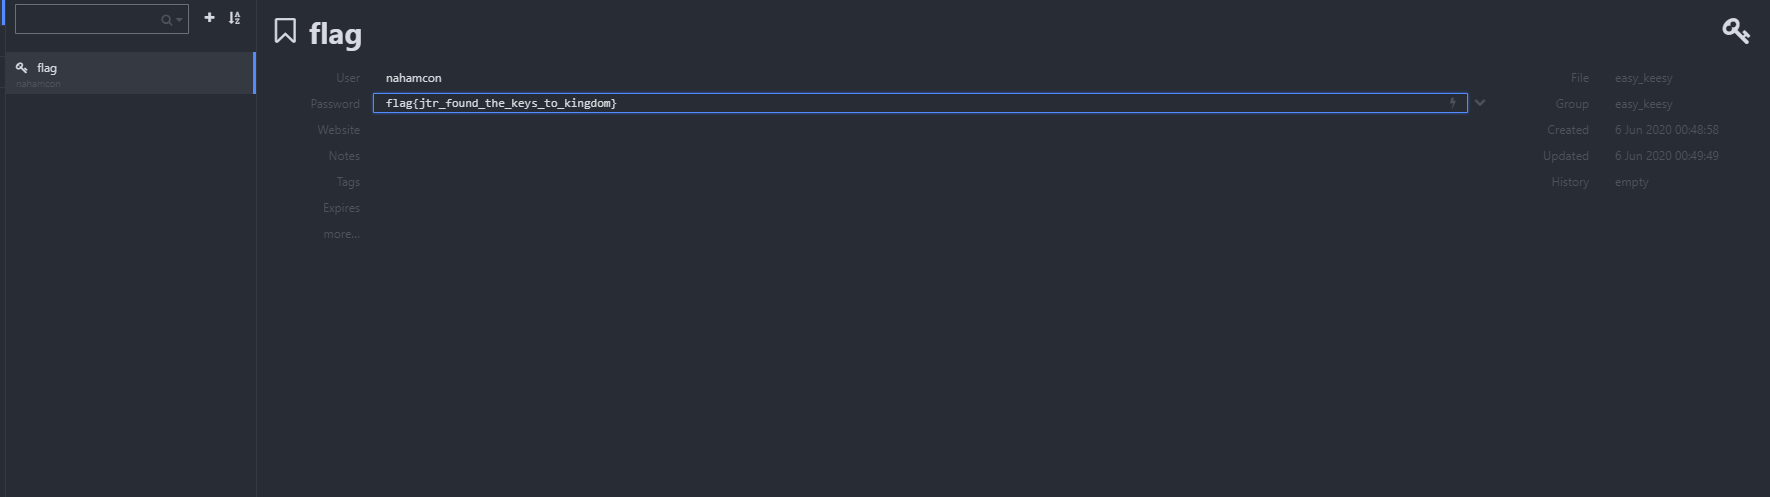 flag
nahamcon
flag
User nahamcon
Password flag{jtr_found_the_keys_to_kingdom}
Website
Notes
Tags
Expires
more...
File easy_keesy
Group easy_keesy
Created 6 Jun 2020 00:48:58
Updated 6 Jun 2020 00:49:49
History empty